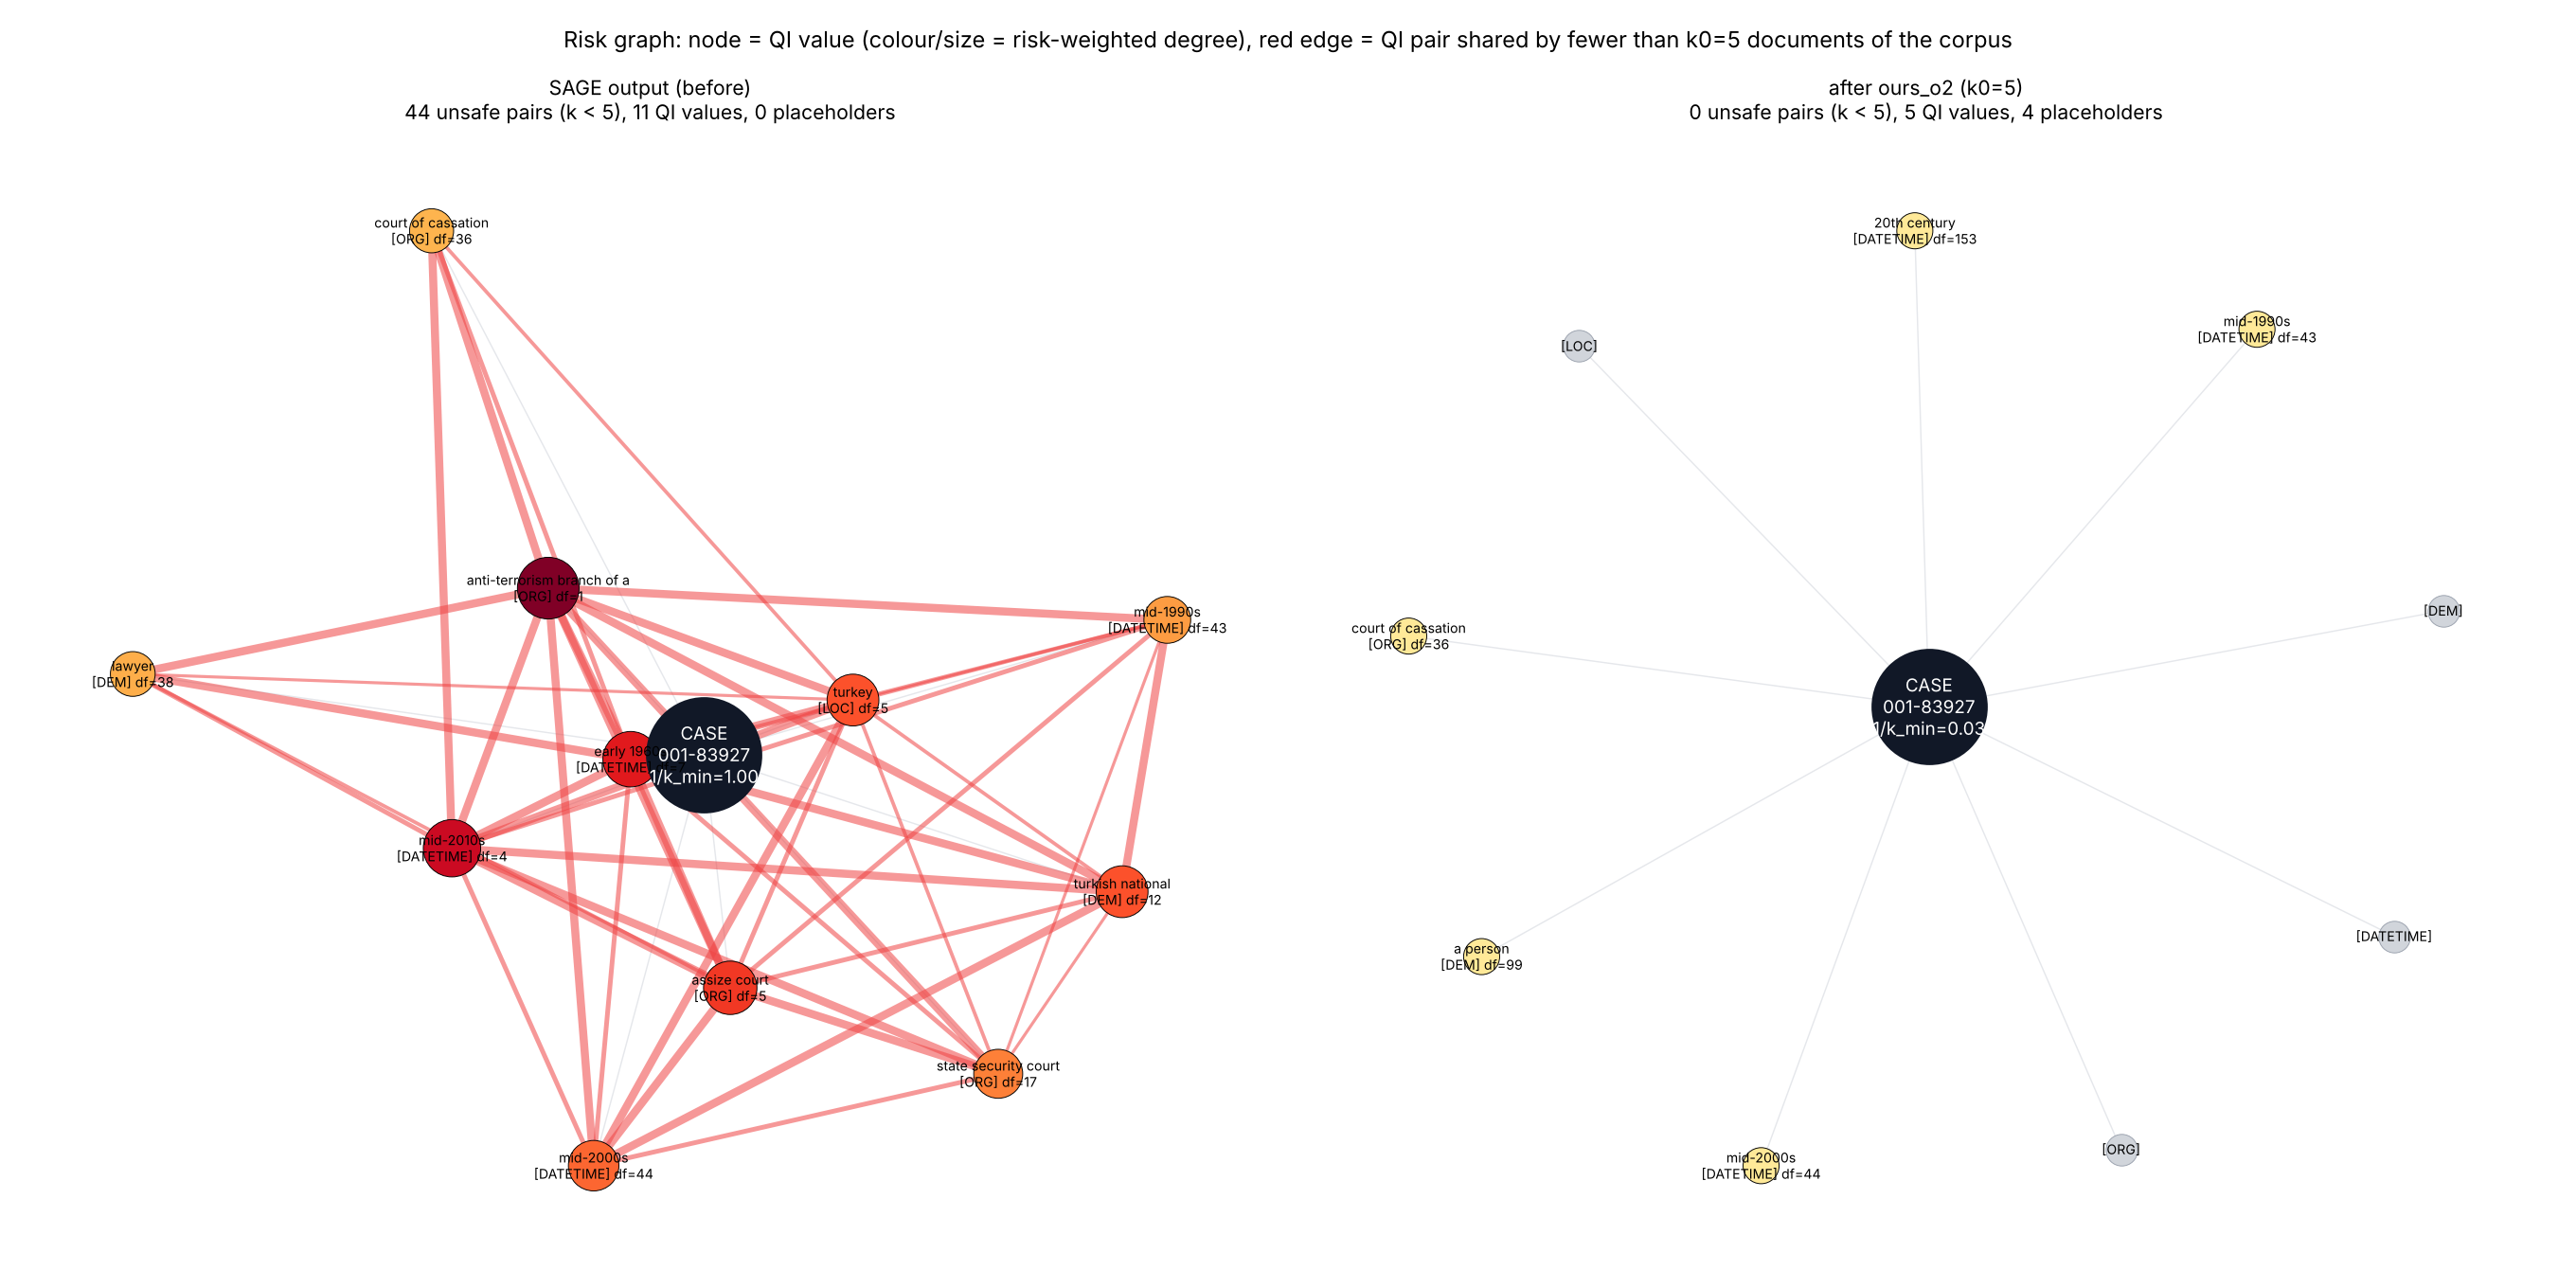 Risk graph: node = QI value (colour/size = risk-weighted degree), red edge = QI pair shared by fewer than k0=5 documents of the corpus
SAGE output (before)
44 unsafe pairs (k < 5), 11 QI values, 0 placeholders
court of cassation
[ORG] df=36
anti-terrorism branch of a
[ORG] df=1
mid-1990s
[DATETIME] df=43
lawyer
[DEM] df=38
turkey
[LOC] df=5
early
[DATETIME]
CASE
001-83927
1/k_min=1.00
mid-2010s
[DATETIME] df=4
turkish national
[DEM] df=12
assize court
[ORG] df=5
state security court
[ORG] df=17
mid-2000s
[DATETIME] df=44
after ours_o2 (k0=5)
0 unsafe pairs (k < 5), 5 QI values, 4 placeholders
20th century
[DATETIME] df=153
mid-1990s
[DATETIME] df=43
[LOC]
[DEM]
court of cassation
[ORG] df=36
CASE
001-83927
1/k_min=0.03
[DATETIME]
a person
[DEM] df=99
[ORG]
mid-2000s
[DATETIME] df=44